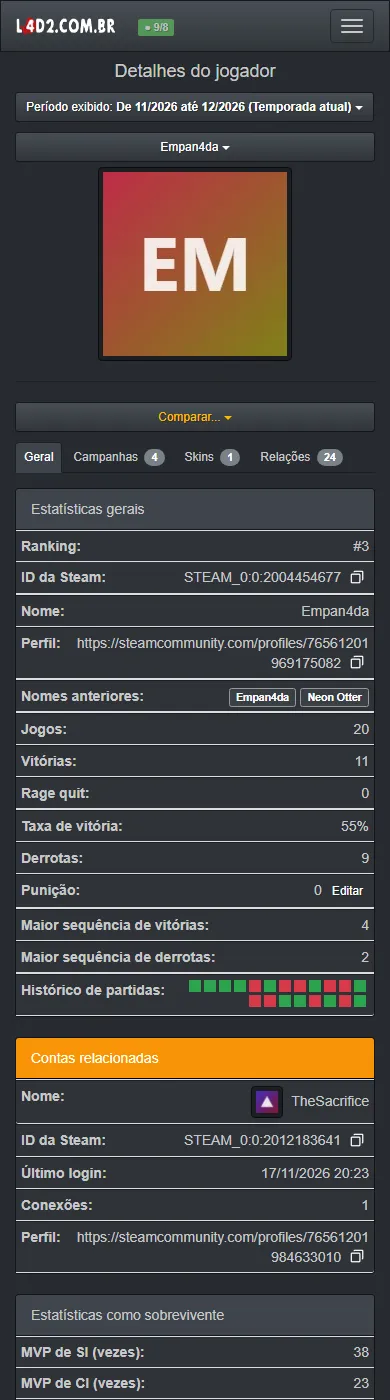 L4D2.COM.BR
● 9/8
Detalhes do jogador
Período exibido: De 11/2026 até 12/2026 (Temporada atual)
Empan4da
EM
Comparar...
Geral Campanhas 4 Skins 1 Relações 24
Estatísticas gerais
Ranking: #3
ID da Steam: STEAM_0:0:2004454677
Nome: Empan4da
Perfil: https://steamcommunity.com/profiles/76561201
969175082
Nomes anteriores: Empan4da Neon Otter
Jogos: 20
Vitórias: 11
Rage quit: 0
Taxa de vitória: 55%
Derrotas: 9
Punição: 0 Editar
Maior sequência de vitórias: 4
Maior sequência de derrotas: 2
Histórico de partidas:
Contas relacionadas
Nome: TheSacrifice
ID da Steam: STEAM_0:0:2012183641
Último login: 17/11/2026 20:23
Conexões: 1
Perfil: https://steamcommunity.com/profiles/76561201
984633010
Estatísticas como sobrevivente
MVP de SI (vezes): 38
MVP de CI (vezes): 23